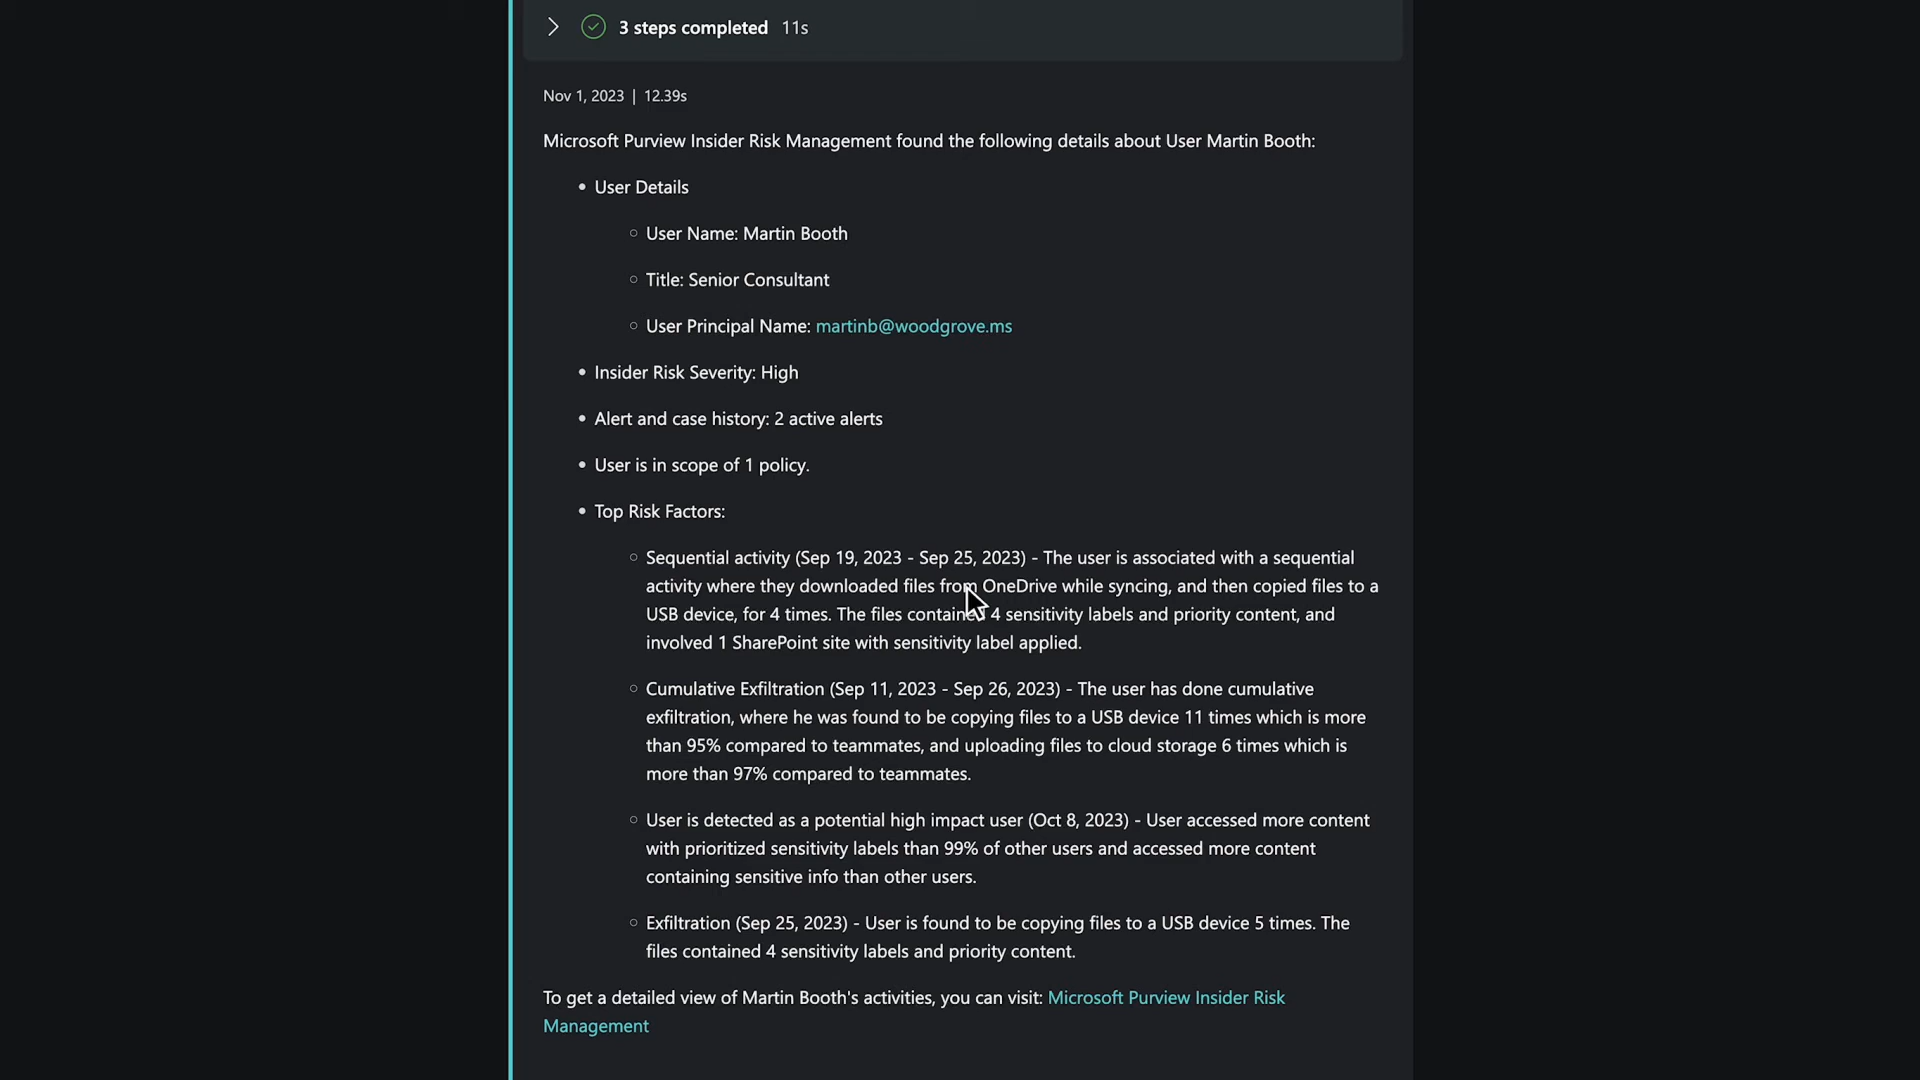 3 steps completed 11s
Nov 1, 2023 | 12.39s
Microsoft Purview Insider Risk Management found the following details about User Martin Booth:
• User Details
○ User Name: Martin Booth
○ Title: Senior Consultant
○ User Principal Name: martinb@woodgrove.ms
• Insider Risk Severity: High
• Alert and case history: 2 active alerts
• User is in scope of 1 policy.
• Top Risk Factors:
○ Sequential activity (Sep 19, 2023 - Sep 25, 2023) - The user is associated with a sequential
activity where they downloaded files from OneDrive while syncing, and then copied files to a
USB device, for 4 times. The files contained 4 sensitivity labels and priority content, and
involved 1 SharePoint site with sensitivity label applied.
○ Cumulative Exfiltration (Sep 11, 2023 - Sep 26, 2023) - The user has done cumulative
exfiltration, where he was found to be copying files to a USB device 11 times which is more
than 95% compared to teammates, and uploading files to cloud storage 6 times which is
more than 97% compared to teammates.
○ User is detected as a potential high impact user (Oct 8, 2023) - User accessed more content
with prioritized sensitivity labels than 99% of other users and accessed more content
containing sensitive info than other users.
○ Exfiltration (Sep 25, 2023) - User is found to be copying files to a USB device 5 times. The
files contained 4 sensitivity labels and priority content.
To get a detailed view of Martin Booth's activities, you can visit: Microsoft Purview Insider Risk
Management